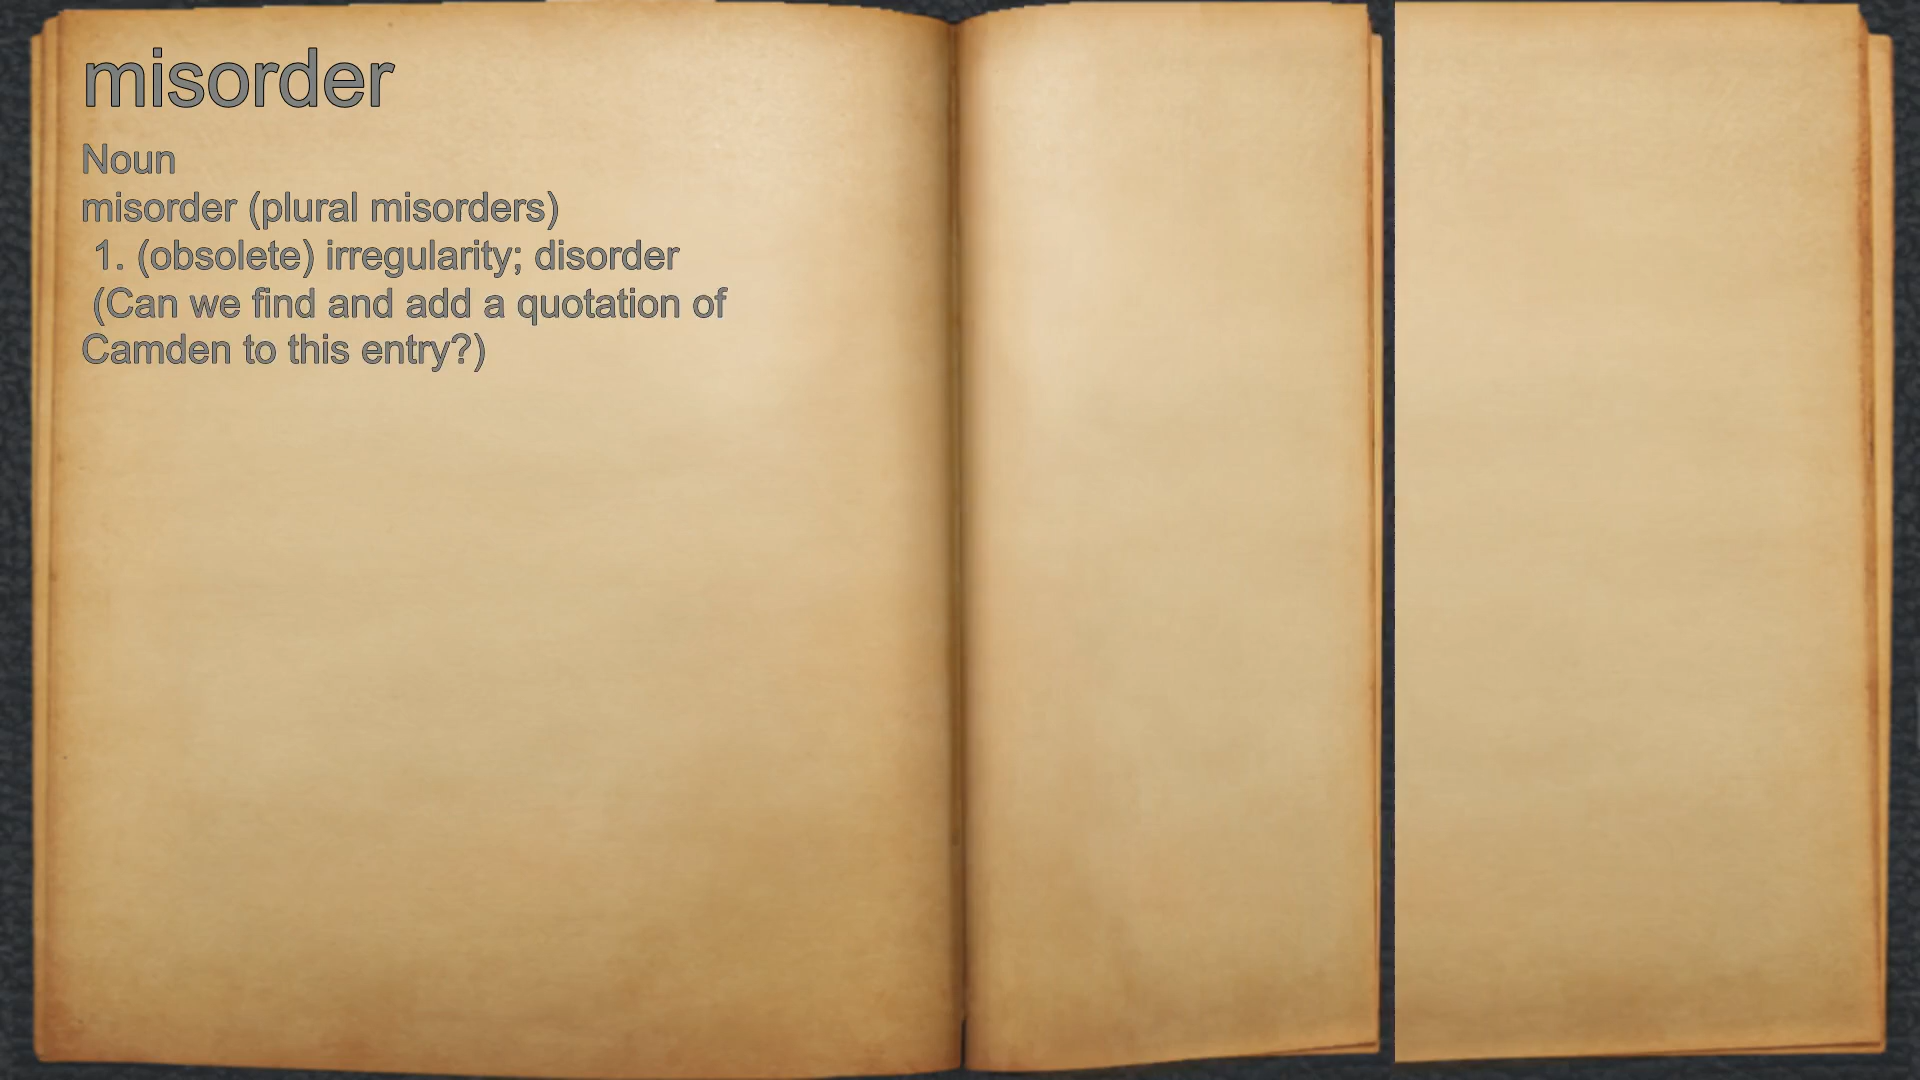 misorder
Noun
misorder (plural misorders)
1. (obsolete) irregularity; disorder
(Can we find and add a quotation of
Camden to this entry?)